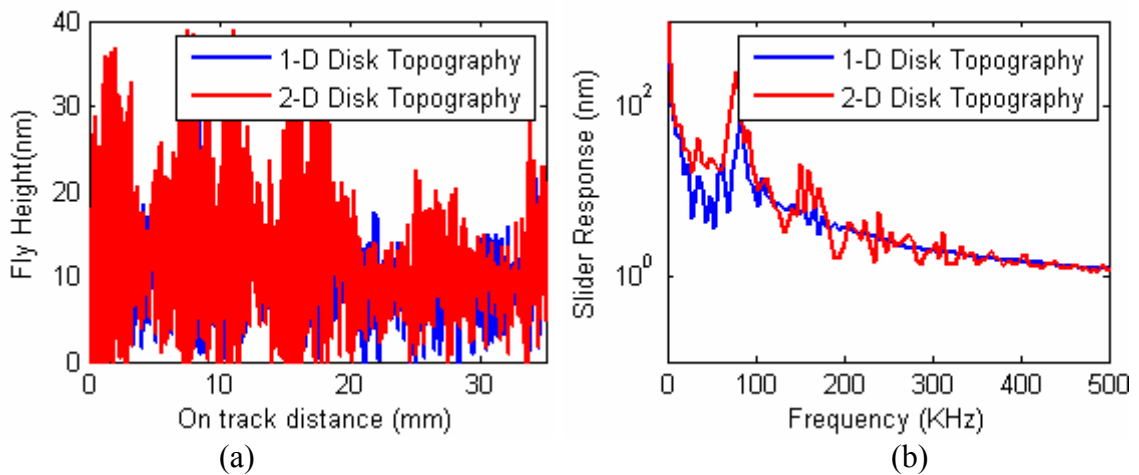 40
30
20
10
0
0 10 20 30
Fly Height(nm)
On track distance (mm)
1-D Disk Topography
2-D Disk Topography
(a)
10^2
10^0
0 100 200 300 400 500
Slider Response (nm)
Frequency (KHz)
1-D Disk Topography
2-D Disk Topography
(b)